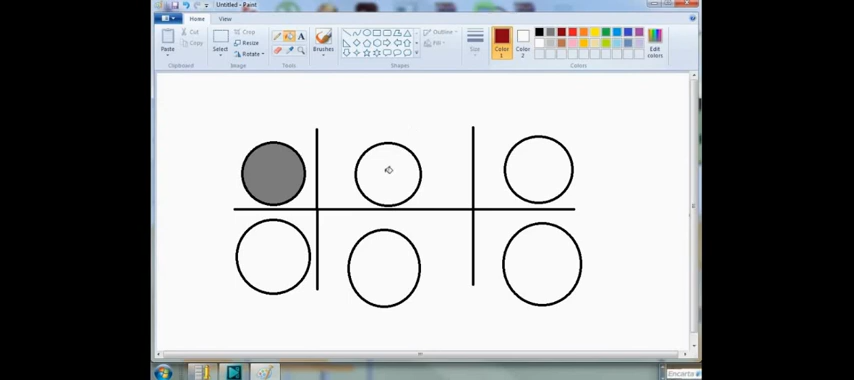 Untitled - Paint
Home View
Paste
Cut
Copy
Select
Crop
Resize
Rotate
Brushes
Outline
Fill
Size
Color 1
Color 2
Edit colors
Clipboard Image Tools Shapes Colors
Encarta